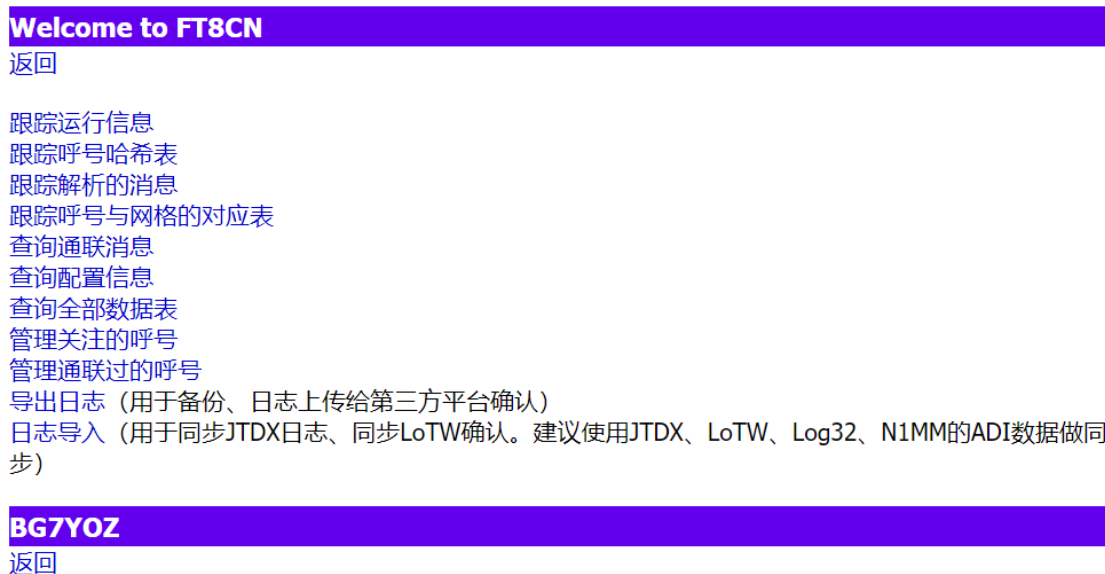 Welcome to FT8CN
返回
跟踪运行信息
跟踪呼号哈希表
跟踪解析的消息
跟踪呼号与网格的对应表
查询通联消息
查询配置信息
查询全部数据表
管理关注的呼号
管理通联过的呼号
导出日志（用于备份、日志上传给第三方平台确认）
日志导入（用于同步JTDX日志、同步LoTW确认。建议使用JTDX、LoTW、Log32、N1MM的ADI数据做同
步）
BG7YOZ
返回